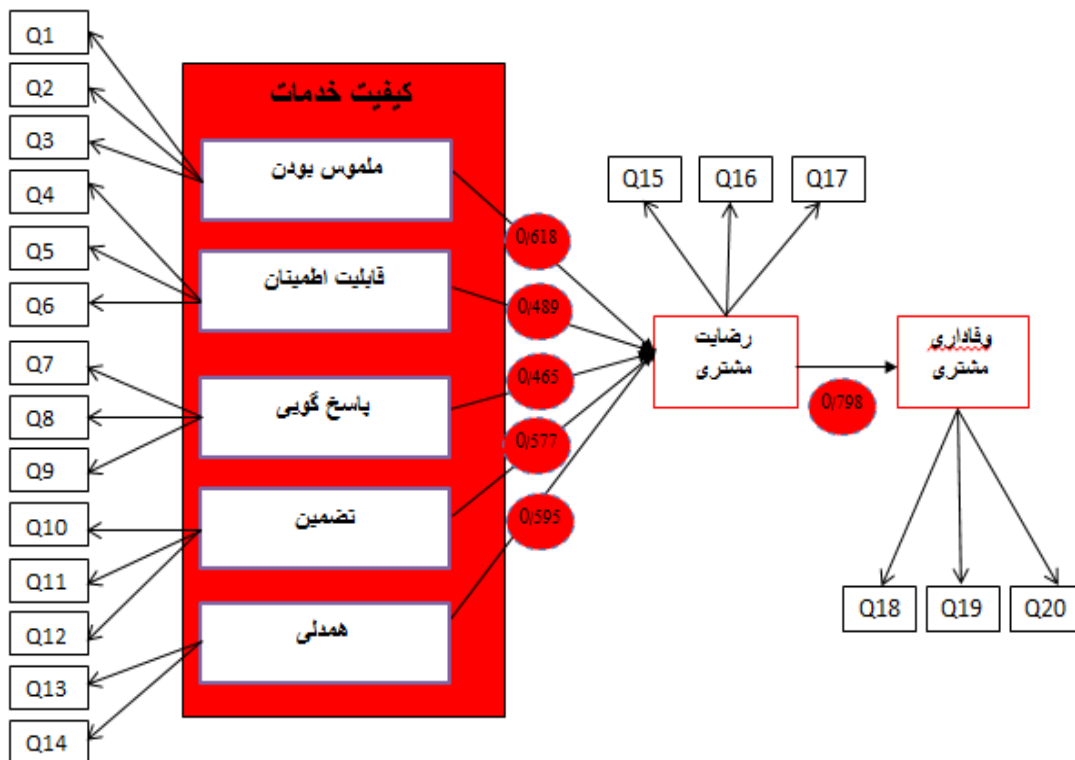 Q1
Q2
Q3
Q4
Q5
Q6
Q7
Q8
Q9
Q10
Q11
Q12
Q13
Q14
کیفیت خدمات
ملموس بودن
قابلیت اطمینان
پاسخ گویی
تضمین
همدلی
0/618
0/489
0/465
0/577
0/595
Q15
Q16
Q17
رضایت
مشتری
0/798
وفاداری
مشتری
Q18
Q19
Q20